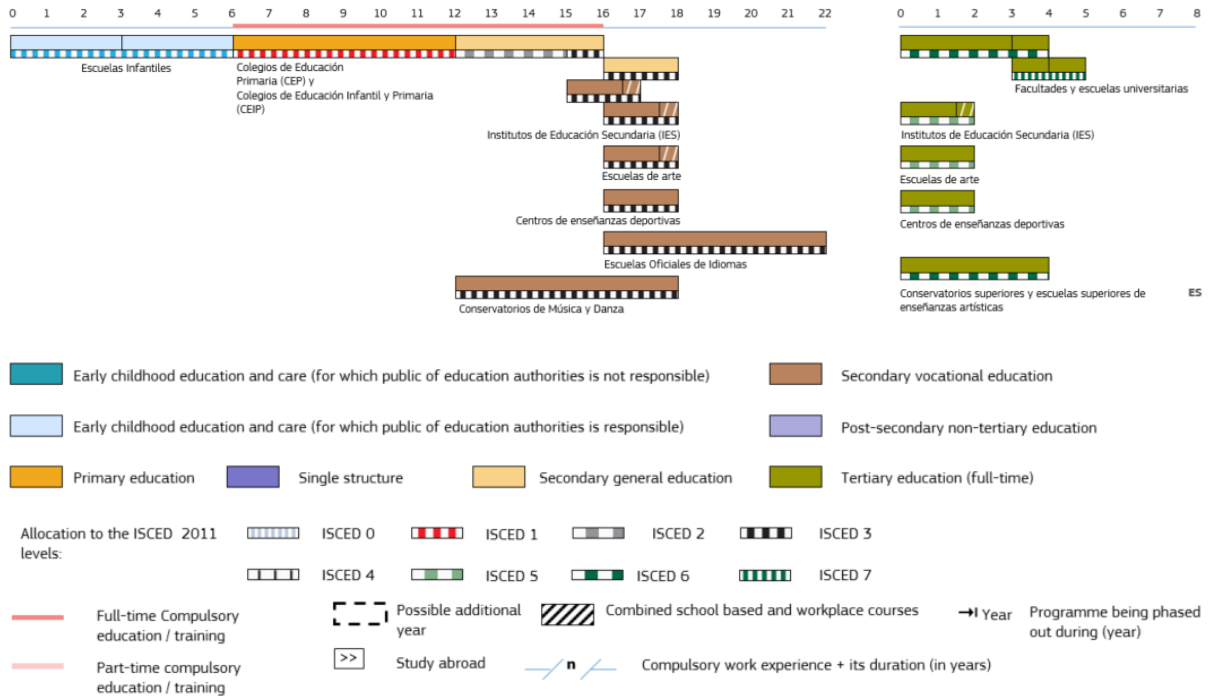 0 1 2 3 4 5 6 7 8 9 10 11 12 13 14 15 16 17 18 19 20 21 22
0 1 2 3 4 5 6 7 8
Escuelas Infantiles
Colegios de Educación
Primaria (CEP) y
Colegios de Educación Infantil y Primaria
(CEIP)
Facultades y escuelas universitarias
Institutos de Educación Secundaria (IES)
Institutos de Educación Secundaria (IES)
Escuelas de arte
Escuelas de arte
Centros de enseñanzas deportivas
Centros de enseñanzas deportivas
Escuelas Oficiales de Idiomas
Conservatorios de Música y Danza
Conservatorios superiores y escuelas superiores de
enseñanzas artísticas
ES
Early childhood education and care (for which public of education authorities is not responsible)
Secondary vocational education
Early childhood education and care (for which public of education authorities is responsible)
Post-secondary non-tertiary education
Primary education
Single structure
Secondary general education
Tertiary education (full-time)
Allocation to the ISCED 2011
levels:
ISCED 0
ISCED 1
ISCED 2
ISCED 3
ISCED 4
ISCED 5
ISCED 6
ISCED 7
Full-time Compulsory
education / training
Possible additional
year
Combined school based and workplace courses
Year
Programme being phased
out during (year)
Part-time compulsory
education / training
>>
Study abroad
n
Compulsory work experience + its duration (in years)